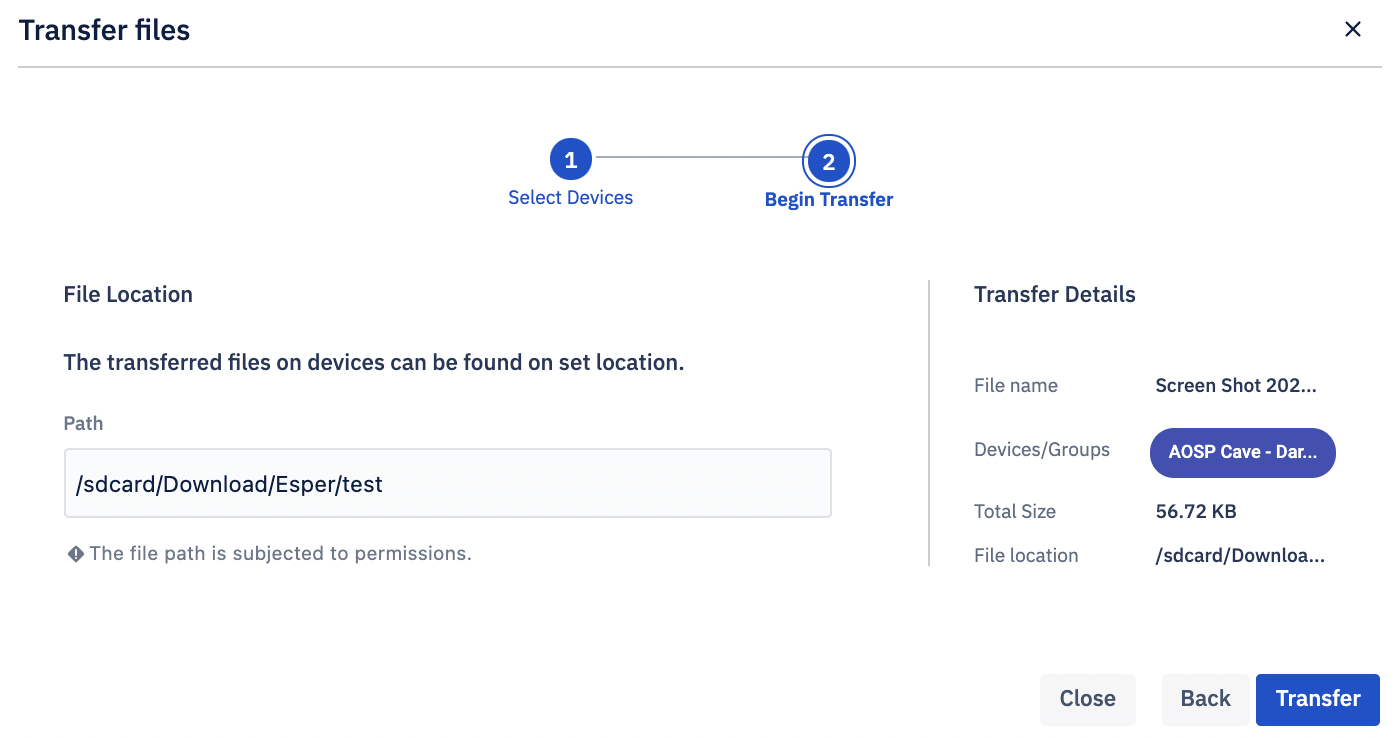 Transfer files
1
2
Select Devices
Begin Transfer
File Location
The transferred files on devices can be found on set location.
Path
/sdcard/Download/Esper/test
The file path is subjected to permissions.
Transfer Details
File name Screen Shot 202...
Devices/Groups AOSP Cave - Dar...
Total Size 56.72 KB
File location /sdcard/Downloa...
Close Back Transfer